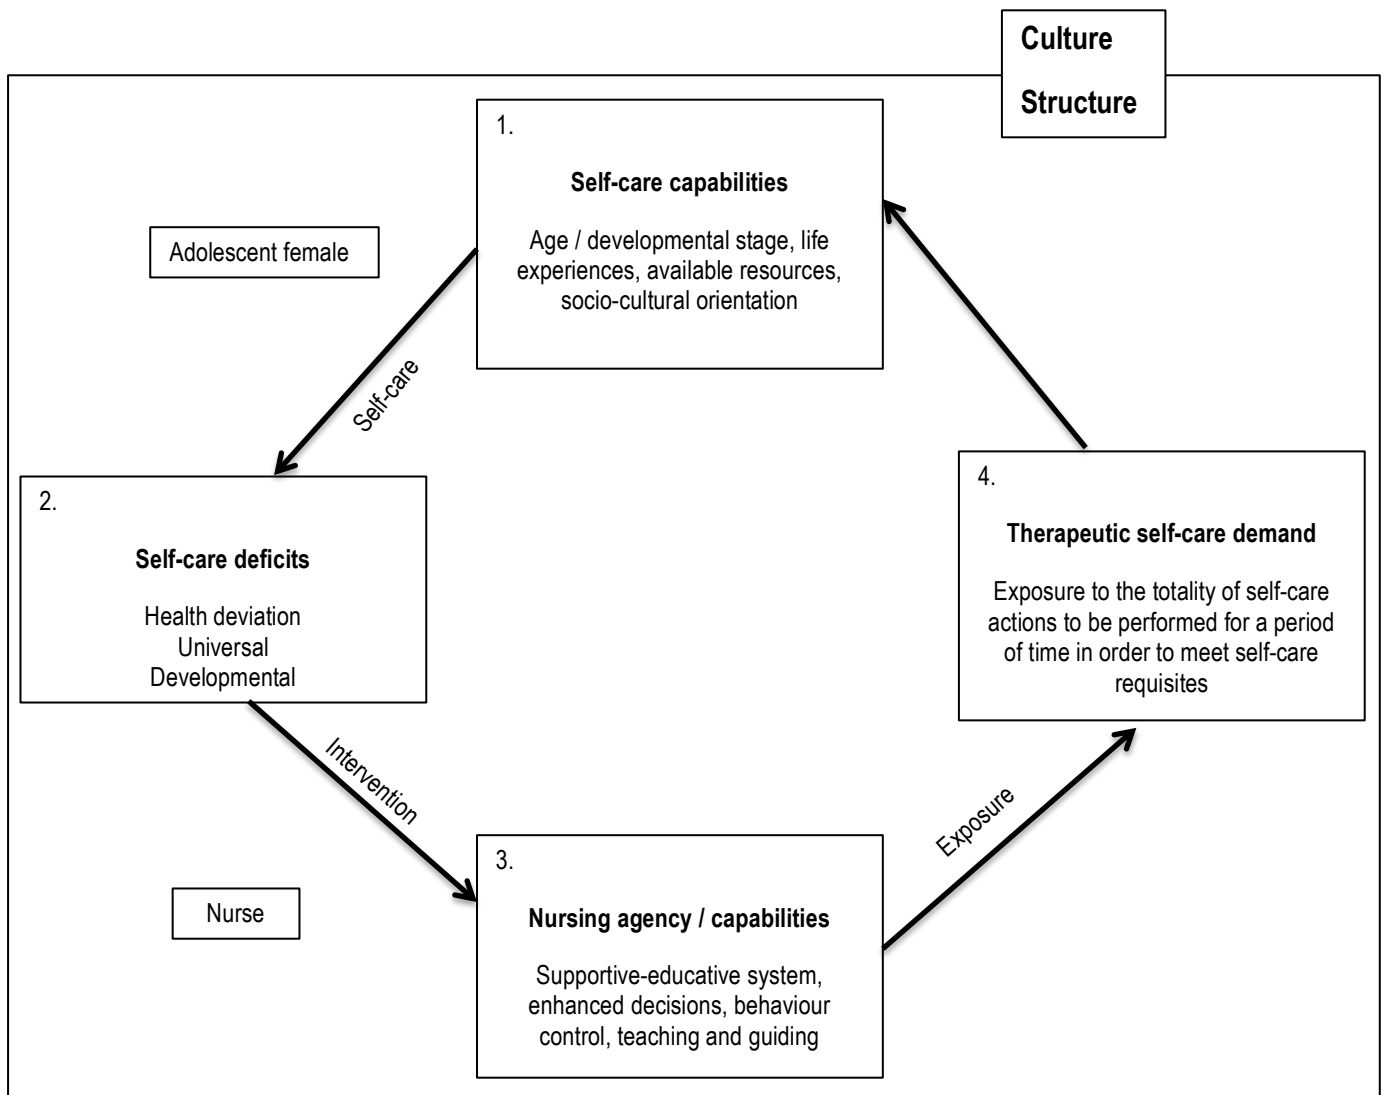 Culture
Structure
1.
Self-care capabilities
Age / developmental stage, life
experiences, available resources,
socio-cultural orientation
Adolescent female
Self-care
2.
Self-care deficits
Health deviation
Universal
Developmental
4.
Therapeutic self-care demand
Exposure to the totality of self-care
actions to be performed for a period
of time in order to meet self-care
requisites
Intervention
Exposure
3.
Nursing agency / capabilities
Supportive-educative system,
enhanced decisions, behaviour
control, teaching and guiding
Nurse